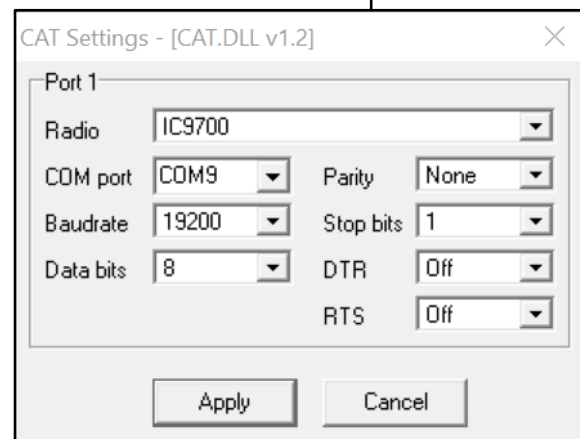 CAT Settings - [CAT.DLL v1.2]
Port 1
Radio IC9700
COM port COM9 Parity None
Baudrate 19200 Stop bits 1
Data bits 8 DTR Off
RTS Off
Apply Cancel